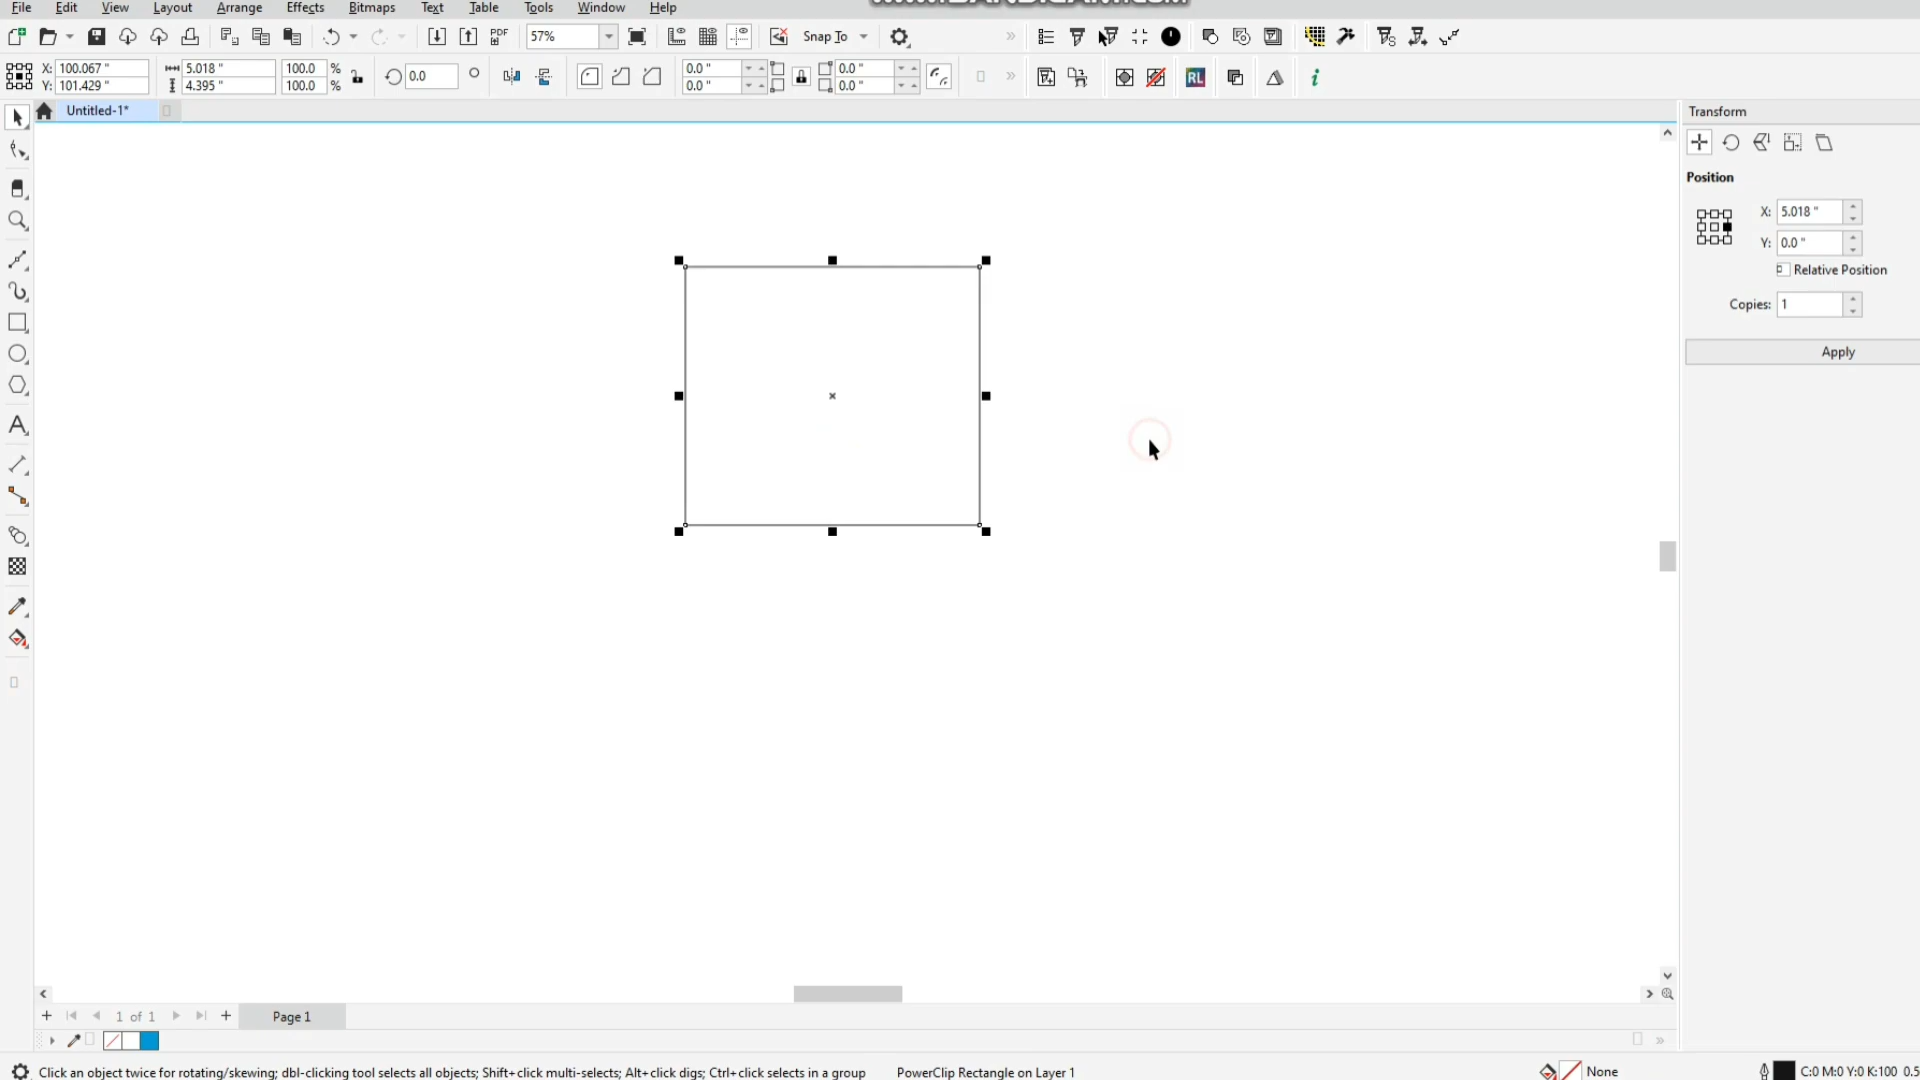 File Edit View Layout Arrange Effects Bitmaps Text Table Tools Window Help
PDF 57% Snap To
X: 100.067 " 5.018 " 100.0 % 0.0 0.0 " 0.0 " RL
Y: 101.429 " 4.395 " 100.0 % 0.0 " 0.0 "
Untitled-1*
Transform
Position
X: 5.018 "
Y: 0.0 "
Relative Position
Copies: 1
Apply
1 of 1 Page 1
Click an object twice for rotating/skewing; dbl-clicking tool selects all objects; Shift+click multi-selects; Alt+click digs; Ctrl+click selects in a group PowerClip Rectangle on Layer 1 None C:0 M:0 Y:0 K:100 0.5